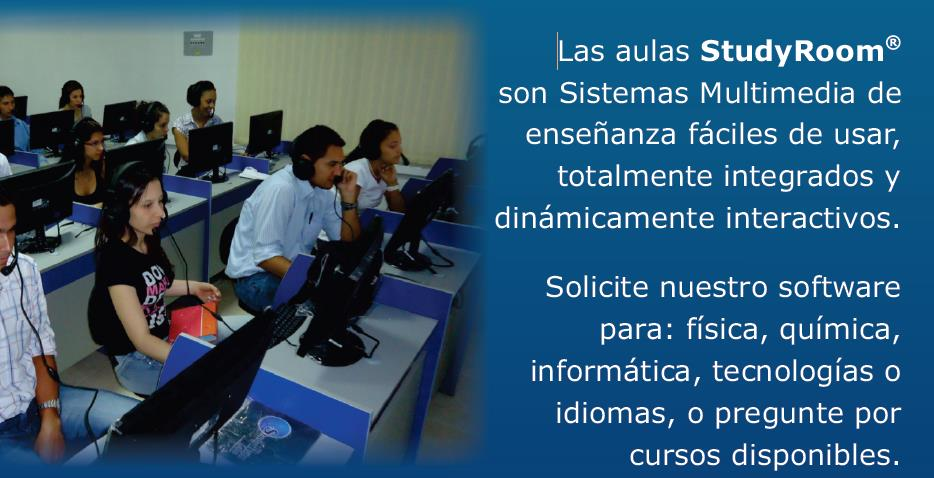 Las aulas StudyRoom®
son Sistemas Multimedia de
enseñanza fáciles de usar,
totalmente integrados y
dinámicamente interactivos.
Solicite nuestro software
para: física, química,
informática, tecnologías o
idiomas, o pregunte por
cursos disponibles.